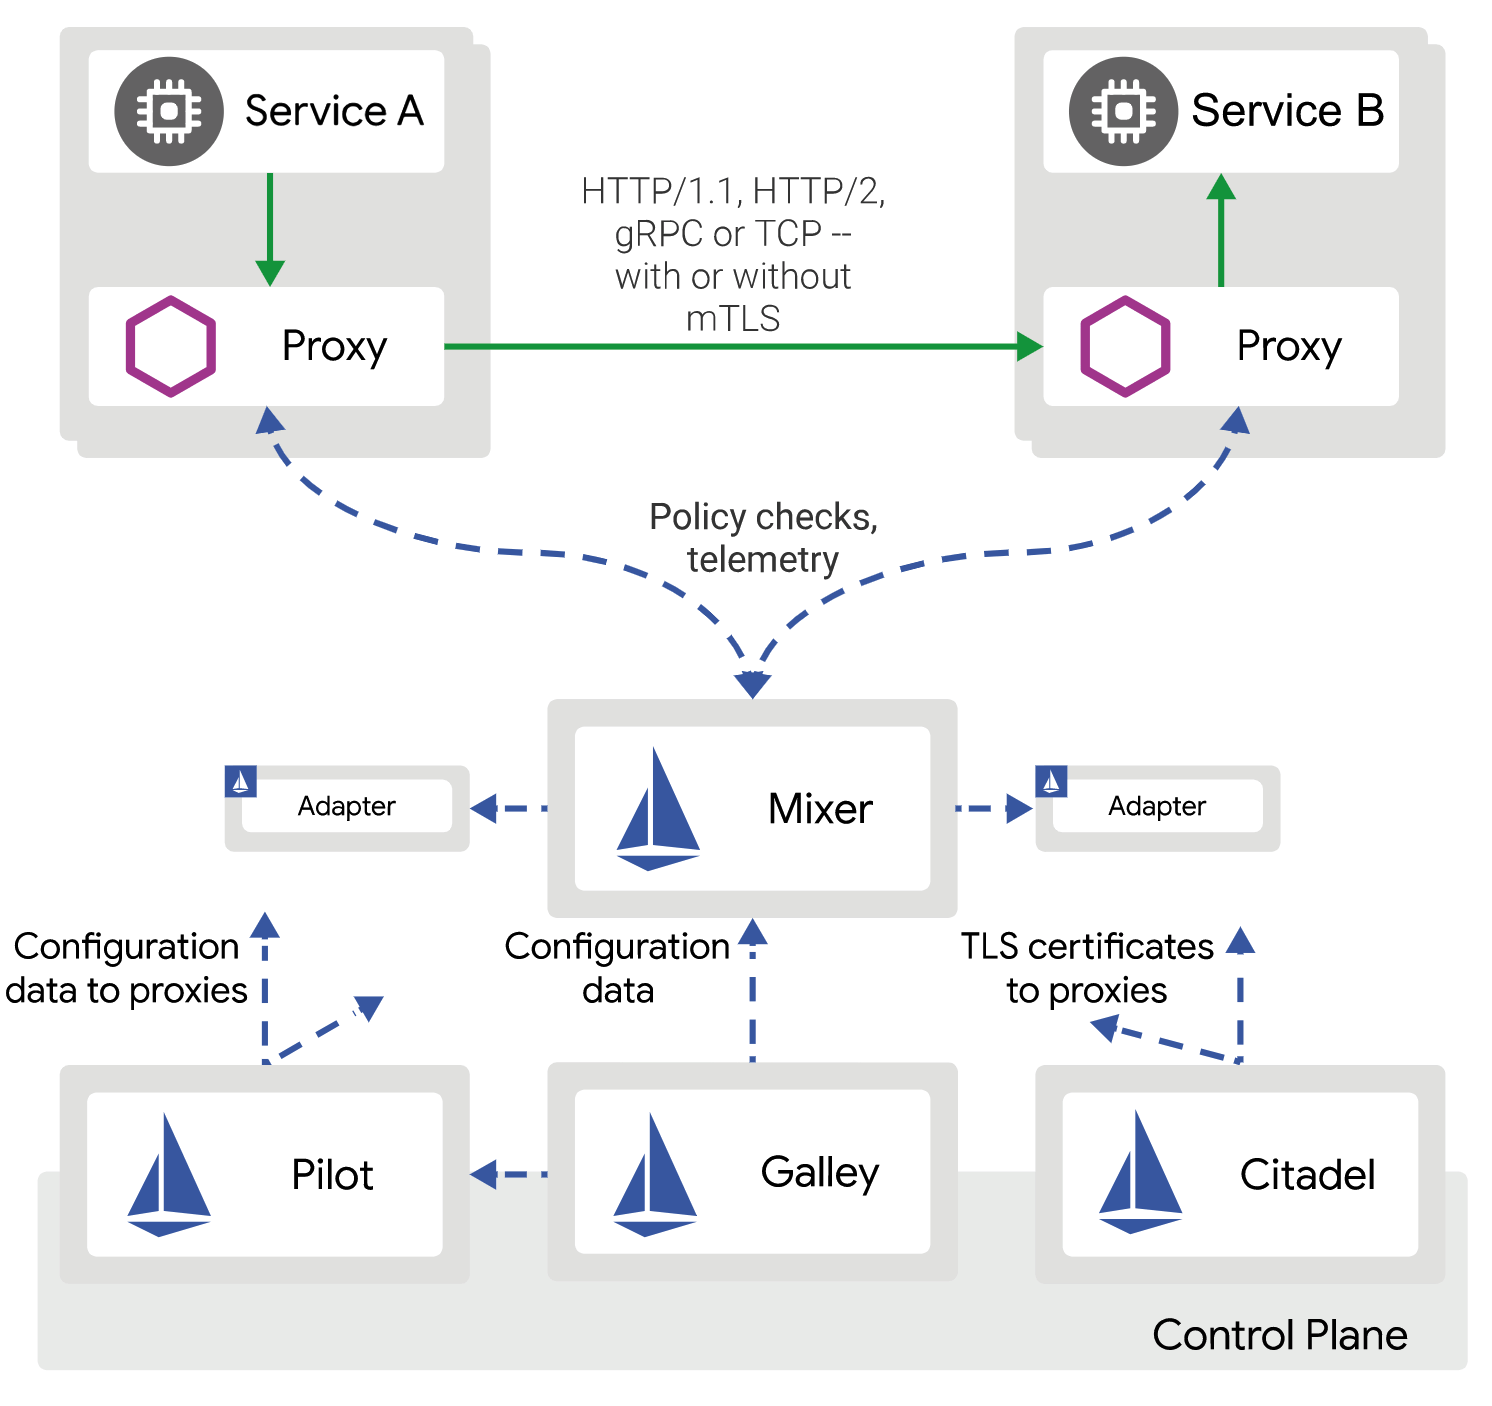 Service A
Service B
HTTP/1.1, HTTP/2,
gRPC or TCP --
with or without
mTLS
Proxy
Proxy
Policy checks,
telemetry
Adapter
Mixer
Adapter
Configuration
data to proxies
Configuration
data
TLS certificates
to proxies
Pilot
Galley
Citadel
Control Plane